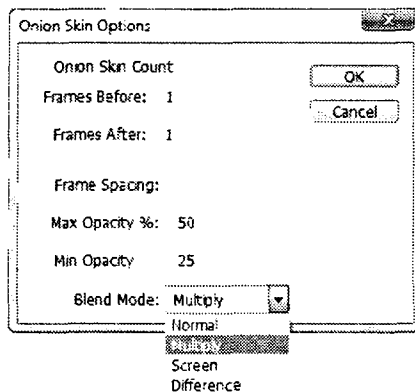 Onion Skin Options
Onion Skin Count
OK
Frames Before: 1
Cancel
Frames After: 1
Frame Spacing:
Max Opacity %: 50
Min Opacity 25
Blend Mode: Multiply
Normal
Multiply
Screen
Difference